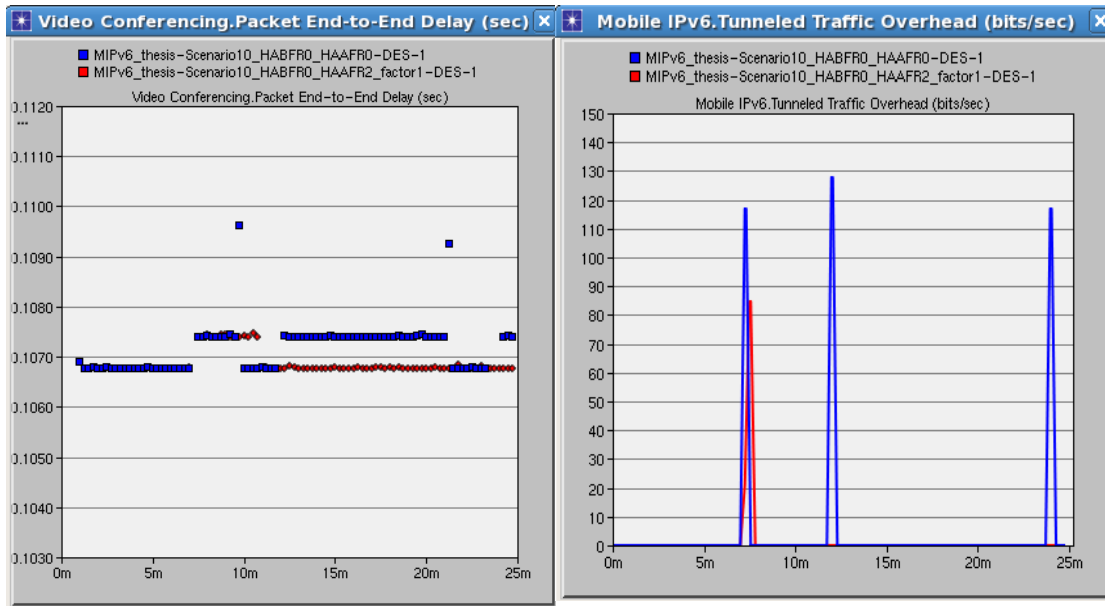 Video Conferencing.Packet End-to-End Delay (sec)
MIPv6_thesis-Scenario10_HABFR0_HAAFR0-DES-1
MIPv6_thesis-Scenario10_HABFR0_HAAFR2_factor1-DES-1
Video Conferencing.Packet End-to-End Delay (sec)
0.1120
...
0.1110
0.1100
0.1090
0.1080
0.1070
0.1060
0.1050
0.1040
0.1030
0m 5m 10m 15m 20m 25m
Mobile IPv6.Tunneled Traffic Overhead (bits/sec)
MIPv6_thesis-Scenario10_HABFR0_HAAFR0-DES-1
MIPv6_thesis-Scenario10_HABFR0_HAAFR2_factor1-DES-1
Mobile IPv6.Tunneled Traffic Overhead (bits/sec)
150
140
130
120
110
100
90
80
70
60
50
40
30
20
10
0
0m 5m 10m 15m 20m 25m